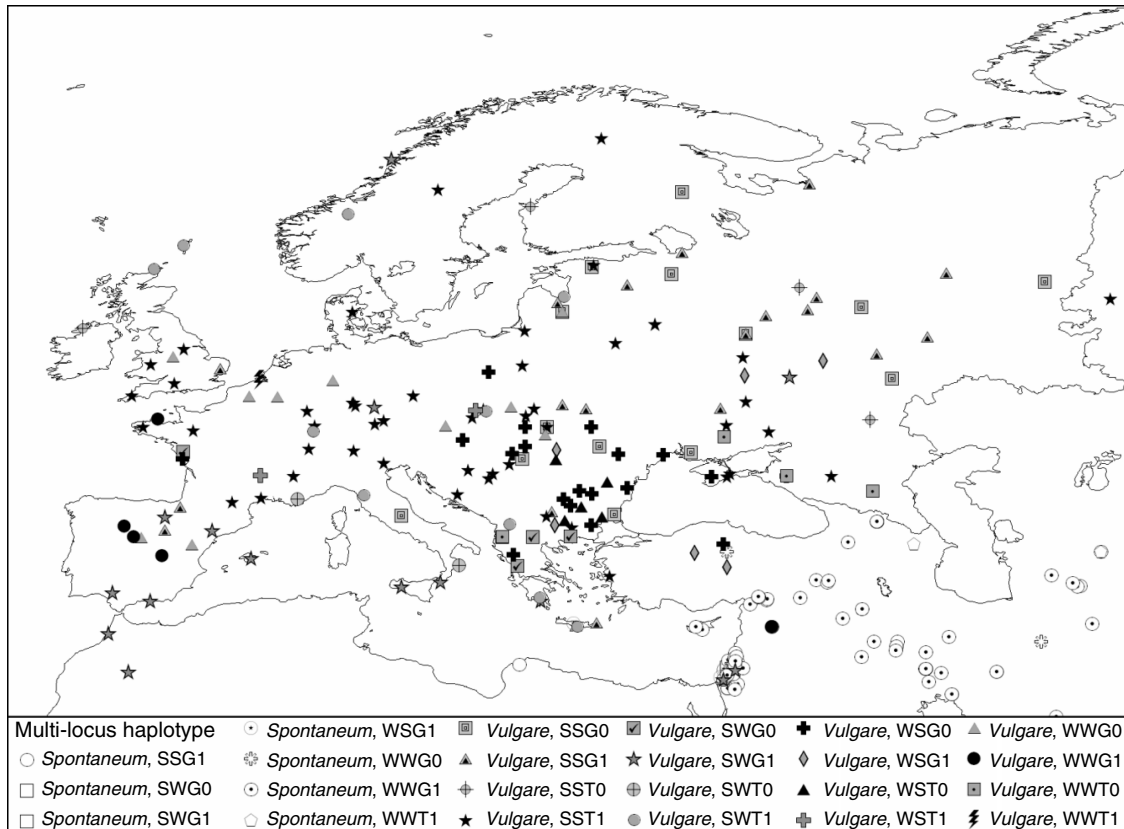 Multi-locus haplotype
Spontaneum, SSG1
Spontaneum, SWG0
Spontaneum, SWG1
Spontaneum, WSG1
Spontaneum, WWG0
Spontaneum, WWG1
Spontaneum, WWT1
Vulgare, SSG0
Vulgare, SSG1
Vulgare, SST0
Vulgare, SST1
Vulgare, SWG0
Vulgare, SWG1
Vulgare, SWT0
Vulgare, SWT1
Vulgare, WSG0
Vulgare, WSG1
Vulgare, WST0
Vulgare, WST1
Vulgare, WWG0
Vulgare, WWG1
Vulgare, WWT0
Vulgare, WWT1